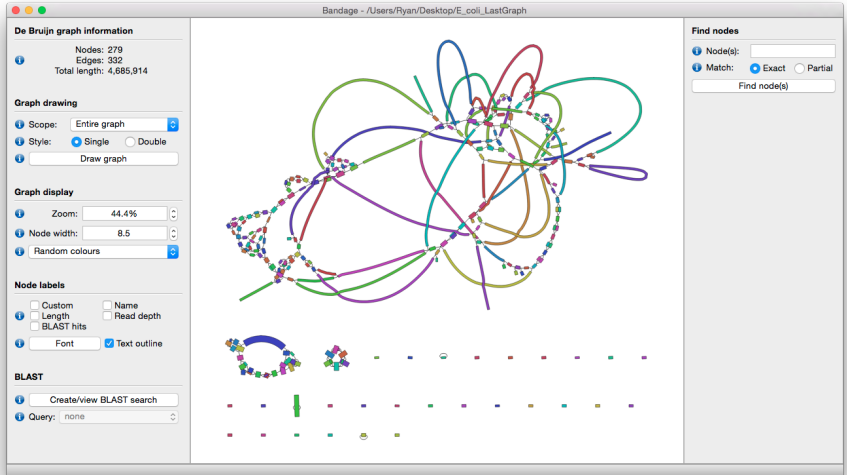 Bandage - /Users/Ryan/Desktop/E_coli_LastGraph
De Bruijn graph information
Nodes: 279
Edges: 332
Total length: 4,685,914
Graph drawing
Scope: Entire graph
Style: Single Double
Draw graph
Graph display
Zoom: 44.4%
Node width: 8.5
Random colours
Node labels
Custom Name
Length Read depth
BLAST hits
Font Text outline
BLAST
Create/view BLAST search
Query: none
Find nodes
Node(s):
Match: Exact Partial
Find node(s)